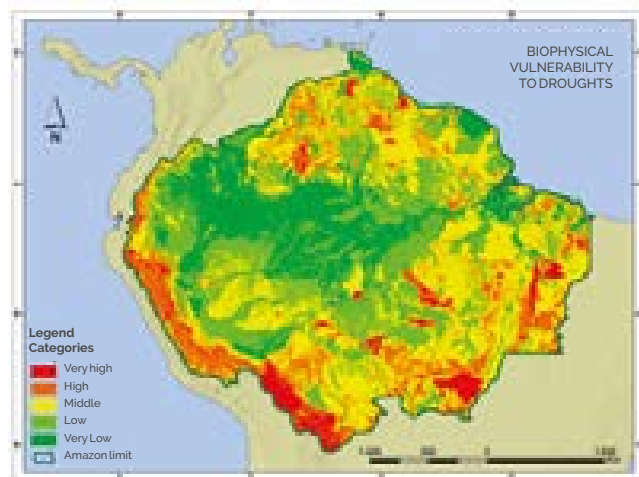 BIOPHYSICAL
VULNERABILITY
TO DROUGHTS
N
Legend
Categories
Very high
High
Middle
Low
Very Low
Amazon limit